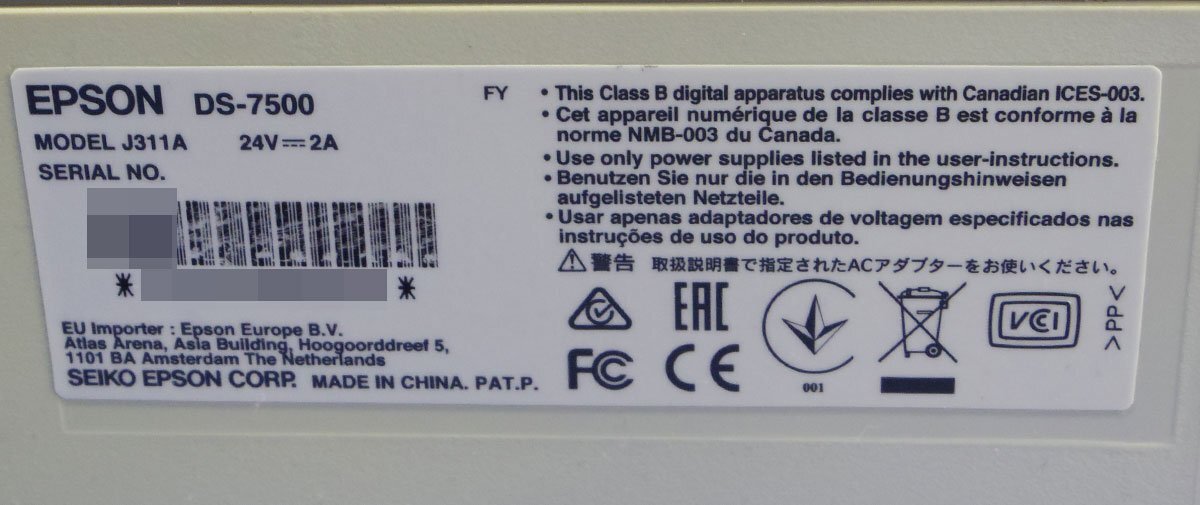 EPSON DS-7500 FY
MODEL J311A 24V⎓2A
SERIAL NO.
* *
EU Importer : Epson Europe B.V.
Atlas Arena, Asia Building, Hoogoorddreef 5,
1101 BA Amsterdam The Netherlands
SEIKO EPSON CORP. MADE IN CHINA. PAT.P.
• This Class B digital apparatus complies with Canadian ICES-003.
• Cet appareil numérique de la classe B est conforme à la
norme NMB-003 du Canada.
• Use only power supplies listed in the user-instructions.
• Benutzen Sie nur die in den Bedienungshinweisen
aufgelisteten Netzteile.
• Usar apenas adaptadores de voltagem especificados nas
instruções de uso do produto.
⚠警告 取扱説明書で指定されたACアダプターをお使いください。
EAC
FC CE
001
VCI
>PP<